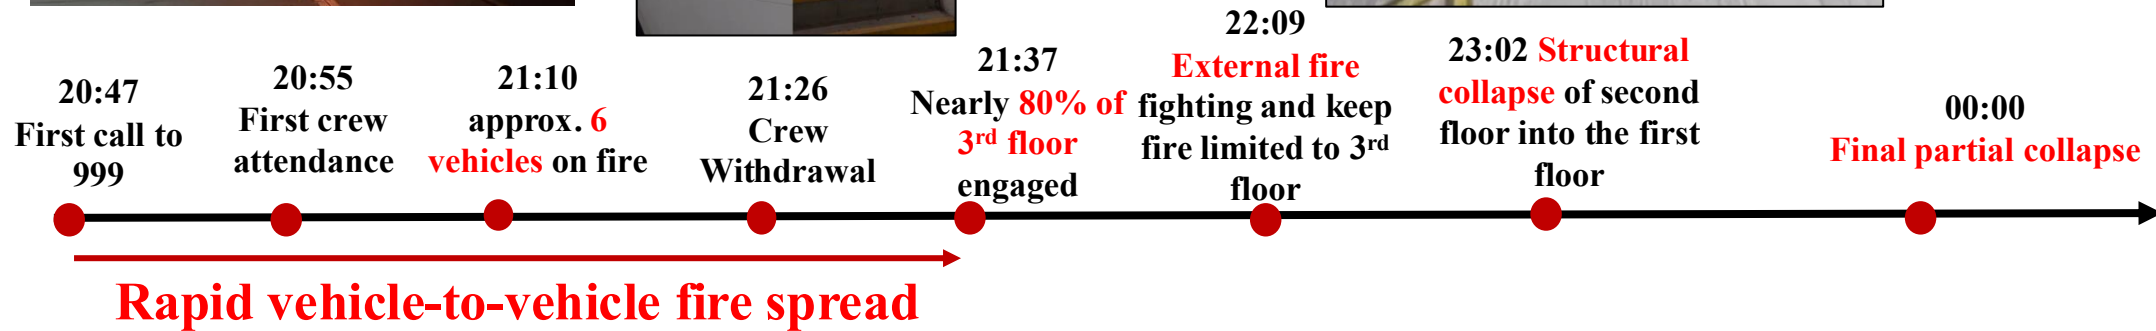 20:47
First call to
999
20:55
First crew
attendance
21:10
approx. 6
vehicles on fire
21:26
Crew
Withdrawal
21:37
Nearly 80% of
3rd floor
engaged
22:09
External fire
fighting and keep
fire limited to 3rd
floor
23:02 Structural
collapse of second
floor into the first
floor
00:00
Final partial collapse
Rapid vehicle-to-vehicle fire spread